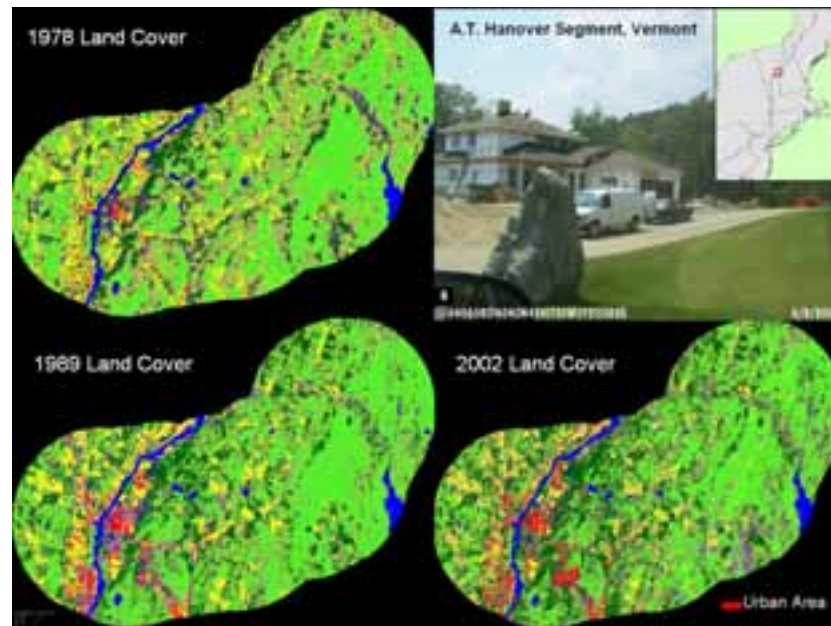 1978 Land Cover
A.T. Hanover Segment, Vermont
1989 Land Cover
2002 Land Cover
Urban Area